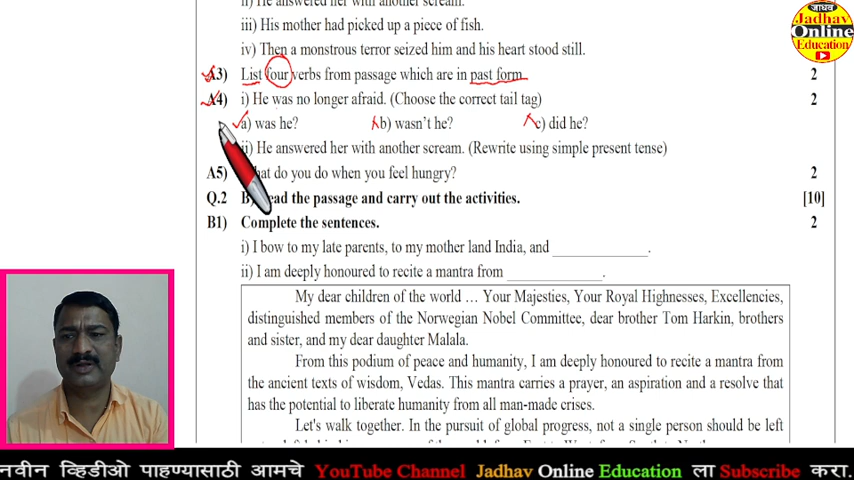 ii) He answered her with another scream.
iii) His mother had picked up a piece of fish.
iv) Then a monstrous terror seized him and his heart stood still.
A3) List four verbs from passage which are in past form 2
A4) i) He was no longer afraid. (Choose the correct tail tag) 2
a) was he? b) wasn't he? c) did he?
ii) He answered her with another scream. (Rewrite using simple present tense)
A5) What do you do when you feel hungry? 2
Q.2 B) Read the passage and carry out the activities. [10]
B1) Complete the sentences. 2
i) I bow to my late parents, to my mother land India, and ____________.
ii) I am deeply honoured to recite a mantra from ____________.
My dear children of the world … Your Majesties, Your Royal Highnesses, Excellencies,
distinguished members of the Norwegian Nobel Committee, dear brother Tom Harkin, brothers
and sister, and my dear daughter Malala.
From this podium of peace and humanity, I am deeply honoured to recite a mantra from
the ancient texts of wisdom, Vedas. This mantra carries a prayer, an aspiration and a resolve that
has the potential to liberate humanity from all man-made crises.
Let's walk together. In the pursuit of global progress, not a single person should be left
जाधव
Jadhav
Online
Education
नवीन व्हिडीओ पाहण्यासाठी आमचे YouTube Channel Jadhav Online Education ला Subscribe करा.